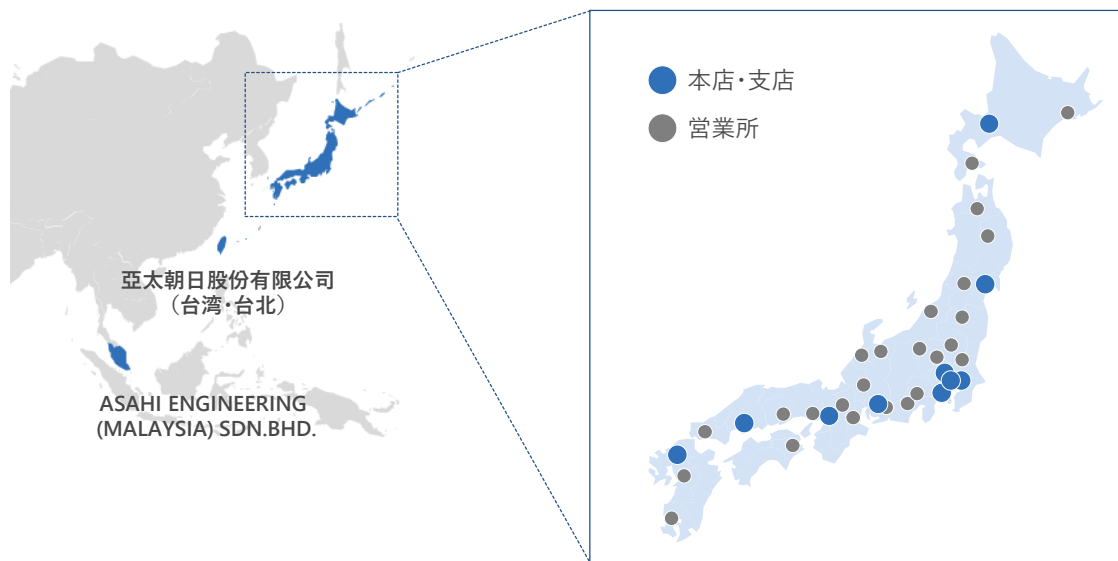 亞太朝日股份有限公司
（台湾･台北）
ASAHI ENGINEERING
(MALAYSIA) SDN.BHD.
本店･支店
営業所